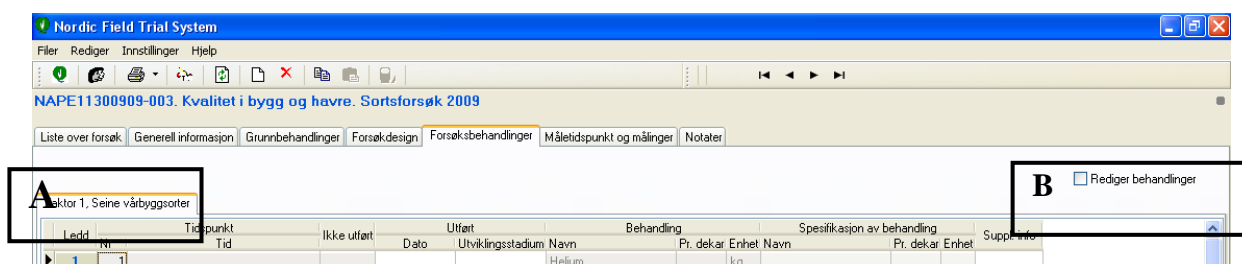 Nordic Field Trial System
Filer Rediger Innstillinger Hjelp
NAPE11300909-003. Kvalitet i bygg og havre. Sortsforsøk 2009
Liste over forsøk Generell informasjon Grunnbehandlinger Forsøkdesign Forsøksbehandlinger Måletidspunkt og målinger Notater
A B Rediger behandlinger
aktor 1, Seine vårbyggsorter
Ledd Tidspunkt Ikke utført Utført Behandling Spesifikasjon av behandling Suppl. info
Nr Tid Dato Utviklingsstadium Navn Pr. dekar Enhet Navn Pr. dekar Enhet
1 1 Helium kg